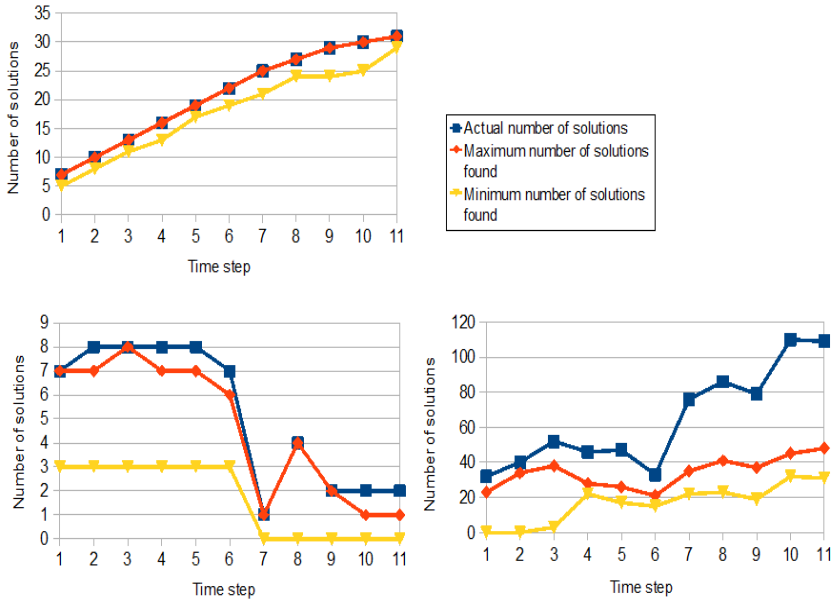 35
30
25
20
15
10
5
0
Number of solutions
1 2 3 4 5 6 7 8 9 10 11
Time step
Actual number of solutions
Maximum number of solutions
found
Minimum number of solutions
found
9
8
7
6
5
4
3
2
1
0
Number of solutions
1 2 3 4 5 6 7 8 9 10 11
Time step
120
100
80
60
40
20
0
Number of solutions
1 2 3 4 5 6 7 8 9 10 11
Time step